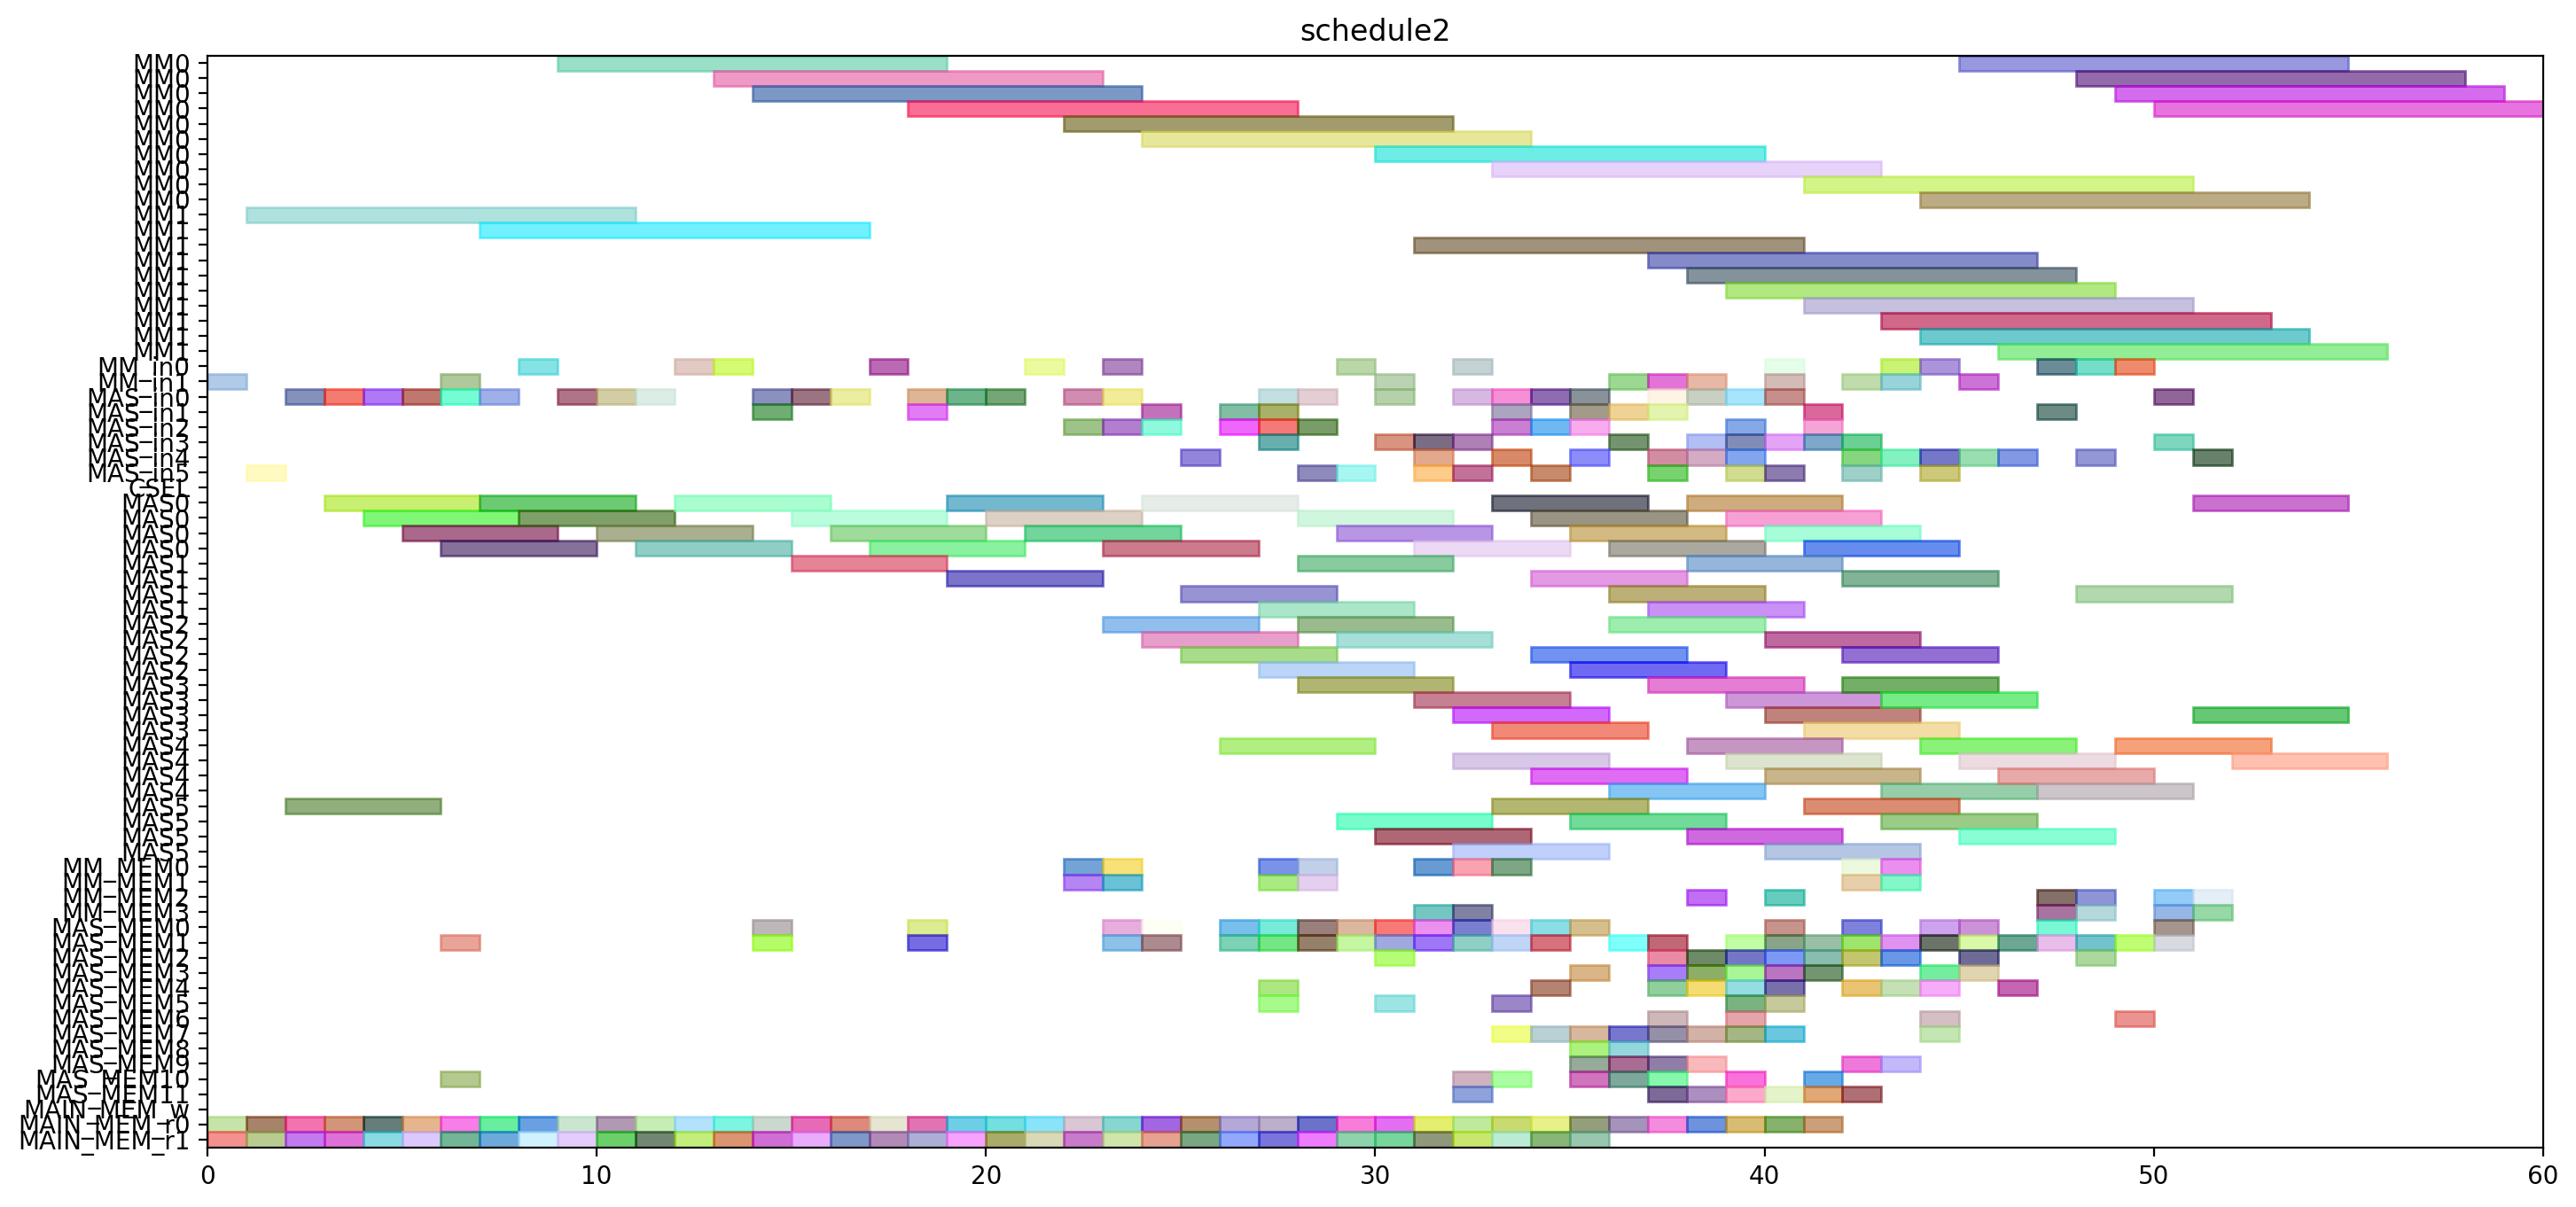 schedule2
MM0
MM0
MM0
MM0
MM0
MM0
MM0
MM0
MM0
MM0
MM1
MM1
MM1
MM1
MM1
MM1
MM1
MM1
MM1
MM1
MM_in0
MM_in1
MAS_in0
MAS_in1
MAS_in2
MAS_in3
MAS_in4
MAS_in5
CSEL
MAS0
MAS0
MAS0
MAS0
MAS1
MAS1
MAS1
MAS1
MAS2
MAS2
MAS2
MAS2
MAS3
MAS3
MAS3
MAS3
MAS4
MAS4
MAS4
MAS4
MAS5
MAS5
MAS5
MAS5
MM_MEM0
MM_MEM1
MM_MEM2
MM_MEM3
MAS_MEM0
MAS_MEM1
MAS_MEM2
MAS_MEM3
MAS_MEM4
MAS_MEM5
MAS_MEM6
MAS_MEM7
MAS_MEM8
MAS_MEM9
MAS_MEM10
MAS_MEM11
MAIN_MEM_w
MAIN_MEM_r0
MAIN_MEM_r1
0 10 20 30 40 50 60